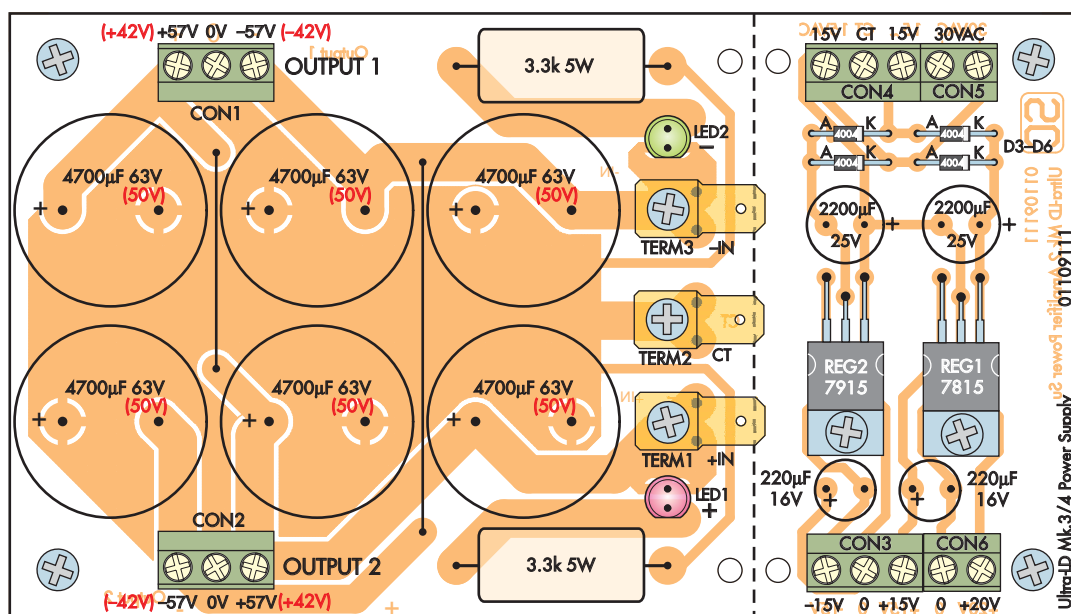 (+42V) +57V 0V –57V (–42V)
OUTPUT 1
CON1
3.3k 5W
15V CT 15V 30VAC
CON4 CON5
A K A K
4004 4004
A K A K
4004 4004
D3–D6
LED2
–
4700µF 63V
(50V)
+
4700µF 63V
(50V)
+
4700µF 63V
(50V)
+
TERM3 –IN
2200µF
25V
+
2200µF
25V
+
TERM2 CT
CT
REG2
7915
REG1
7815
4700µF 63V
(50V)
+
4700µF 63V
(50V)
+
4700µF 63V
(50V)
+
TERM1 +IN
LED1
+
220µF
16V
+
220µF
16V
+
CON2
OUTPUT 2
(–42V) –57V 0V +57V (+42V)
3.3k 5W
CON3 CON6
–15V 0 +15V 0 +20V
Output 1
SC
01109111
01109111
Ultra-LD Mk.3/4 Power Supply